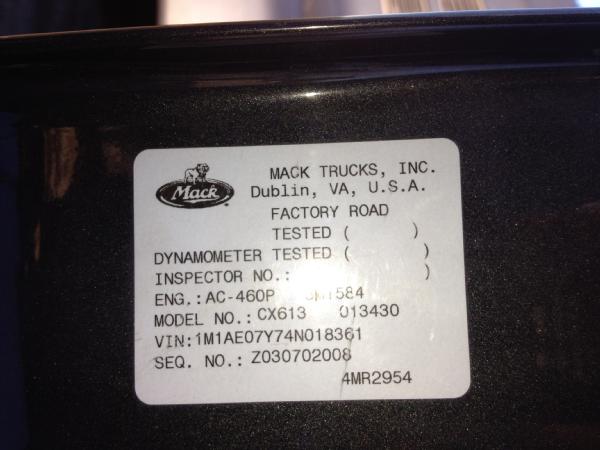 Mack
MACK TRUCKS, INC.
Dublin, VA, U.S.A.
FACTORY ROAD
TESTED ( )
DYNAMOMETER TESTED ( )
INSPECTOR NO.: )
ENG.: AC-460P 1584
MODEL NO.: CX613 013430
VIN:1M1AE07Y74N018361
SEQ. NO.: Z030702008
4MR2954